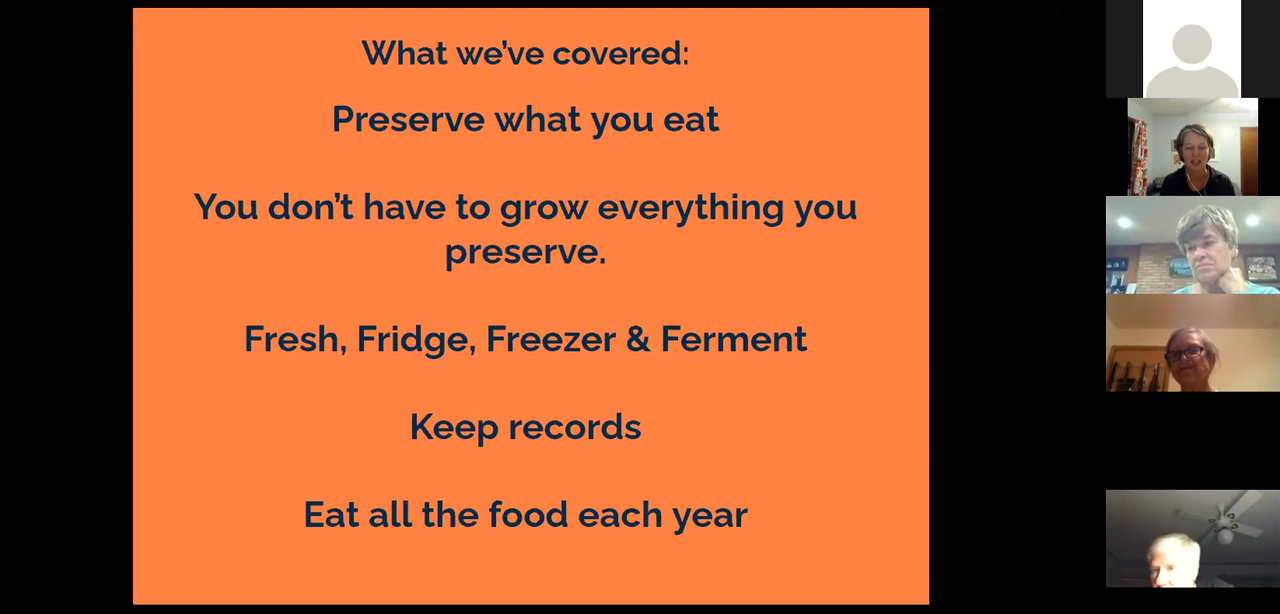 What we've covered:
Preserve what you eat
You don't have to grow everything you
preserve.
Fresh, Fridge, Freezer & Ferment
Keep records
Eat all the food each year